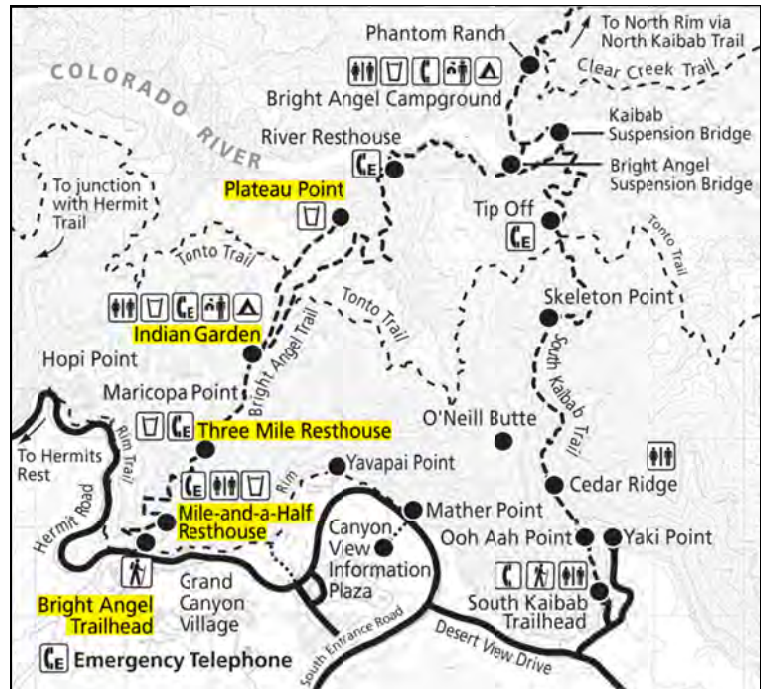 Phantom Ranch
To North Rim via
North Kaibab Trail
Clear Creek Trail
COLORADO RIVER
Bright Angel Campground
Kaibab
Suspension Bridge
River Resthouse
E
Bright Angel
Suspension Bridge
To junction
with Hermit
Trail
Plateau Point
Tip Off
E
Tonto Trail
Tonto Trail
E
Tonto Trail
Skeleton Point
Indian Garden
Bright Angel Trail
South Kaibab
Trail
Hopi Point
Maricopa Point
E
Three Mile Resthouse
O'Neill Butte
Rim Trail
To Hermits
Rest
Yavapai Point
E
Rim
Cedar Ridge
Mile-and-a-Half
Resthouse
Mather Point
Hermit Road
Canyon
View
Information
Plaza
Ooh Aah Point
Yaki Point
Bright Angel
Trailhead
Grand
Canyon
Village
South Kaibab
Trailhead
South Entrance Road
Desert View Drive
E Emergency Telephone